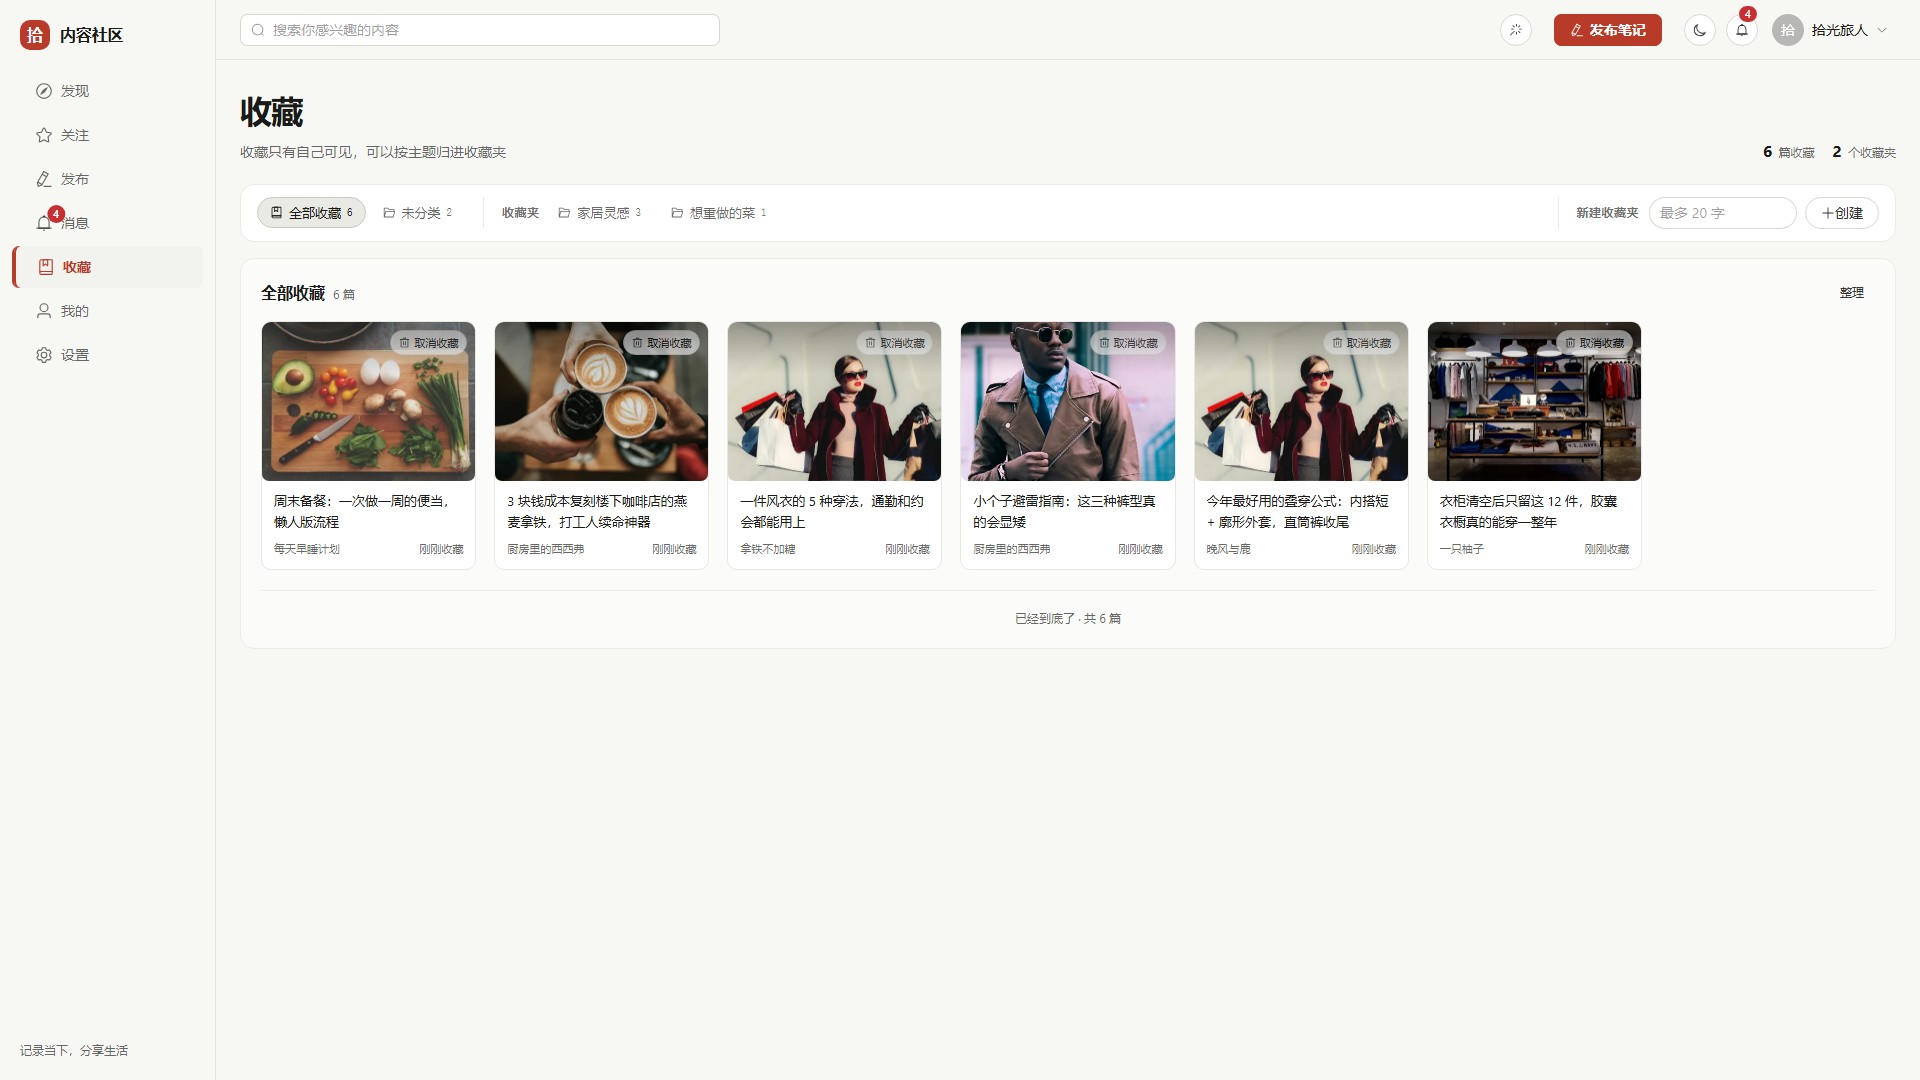 拾 内容社区
搜索你感兴趣的内容
发布笔记
4
拾 拾光旅人
发现
关注
发布
4
消息
收藏
我的
设置
记录当下，分享生活
收藏
收藏只有自己可见，可以按主题归进收藏夹
6 篇收藏 2 个收藏夹
全部收藏 6 未分类 2 收藏夹 家居灵感 3 想重做的菜 1 新建收藏夹 最多 20 字 创建
全部收藏 6 篇 整理
取消收藏
周末备餐：一次做一周的便当，
懒人版流程
每天早睡计划 刚刚收藏
取消收藏
3 块钱成本复刻楼下咖啡店的燕
麦拿铁，打工人续命神器
厨房里的西西弗 刚刚收藏
取消收藏
一件风衣的 5 种穿法，通勤和约
会都能用上
拿铁不加糖 刚刚收藏
取消收藏
小个子避雷指南：这三种裤型真
的会显矮
厨房里的西西弗 刚刚收藏
取消收藏
今年最好用的叠穿公式：内搭短
+ 廓形外套，直筒裤收尾
晚风与鹿 刚刚收藏
取消收藏
衣柜清空后只留这 12 件，胶囊
衣橱真的能穿一整年
一只柚子 刚刚收藏
已经到底了 · 共 6 篇